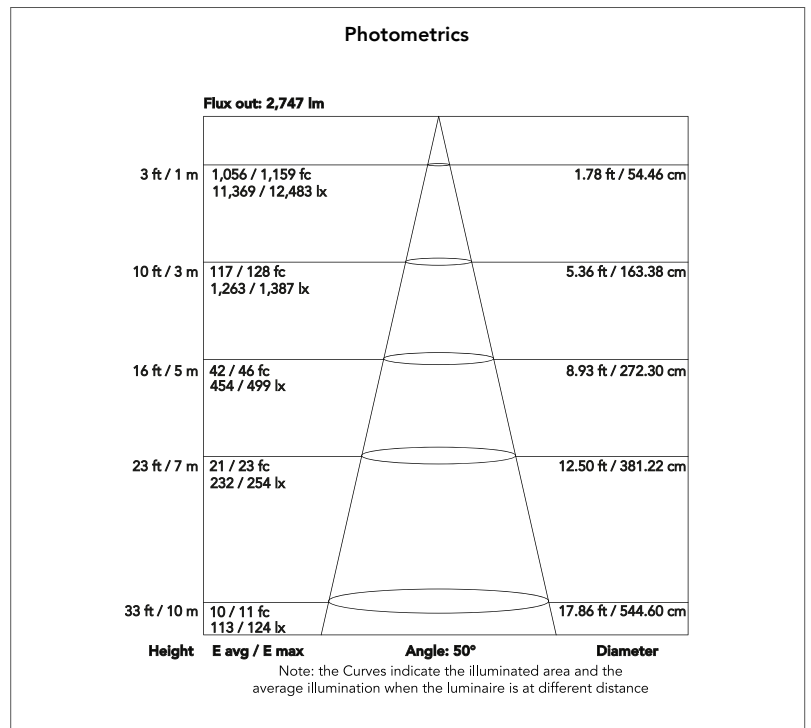 Photometrics
Flux out: 2,747 lm
3 ft / 1 m 1,056 / 1,159 fc 1.78 ft / 54.46 cm
11,369 / 12,483 lx
10 ft / 3 m 117 / 128 fc 5.36 ft / 163.38 cm
1,263 / 1,387 lx
16 ft / 5 m 42 / 46 fc 8.93 ft / 272.30 cm
454 / 499 lx
23 ft / 7 m 21 / 23 fc 12.50 ft / 381.22 cm
232 / 254 lx
33 ft / 10 m 10 / 11 fc 17.86 ft / 544.60 cm
113 / 124 lx
Height E avg / E max Angle: 50° Diameter
Note: the Curves indicate the illuminated area and the
average illumination when the luminaire is at different distance